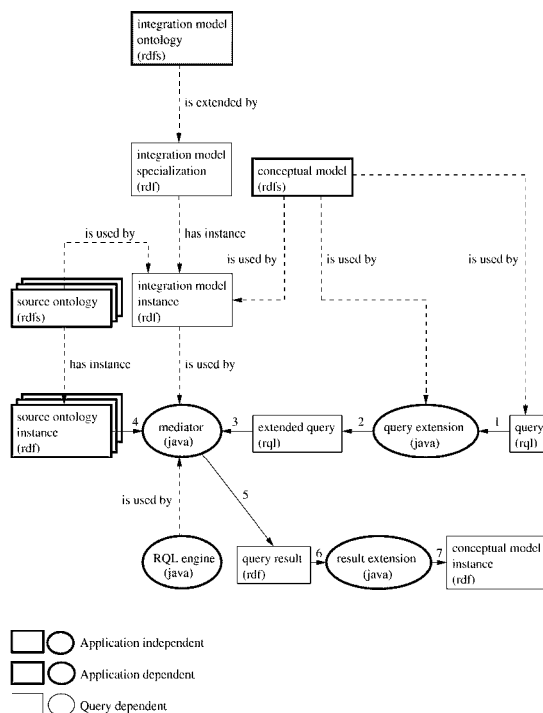 integration model
ontology
(rdfs)
is extended by
integration model
specialization
(rdf)
conceptual model
(rdfs)
is used by
has instance
is used by
is used by
is used by
source ontology
(rdfs)
integration model
instance
(rdf)
has instance
is used by
source ontology
instance
(rdf)
4
mediator
(java)
3
extended query
(rql)
2
query extension
(java)
1
query
(rql)
is used by
5
RQL engine
(java)
query result
(rdf)
6
result extension
(java)
7
conceptual model
instance
(rdf)
Application independent
Application dependent
Query dependent